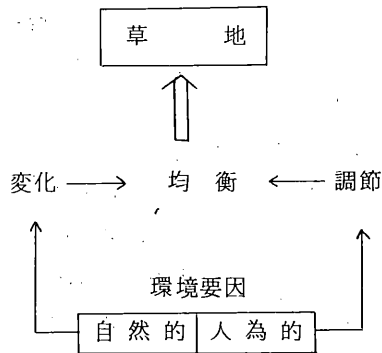 草地
変化 均衡 調節
環境要因
自然的 人為的